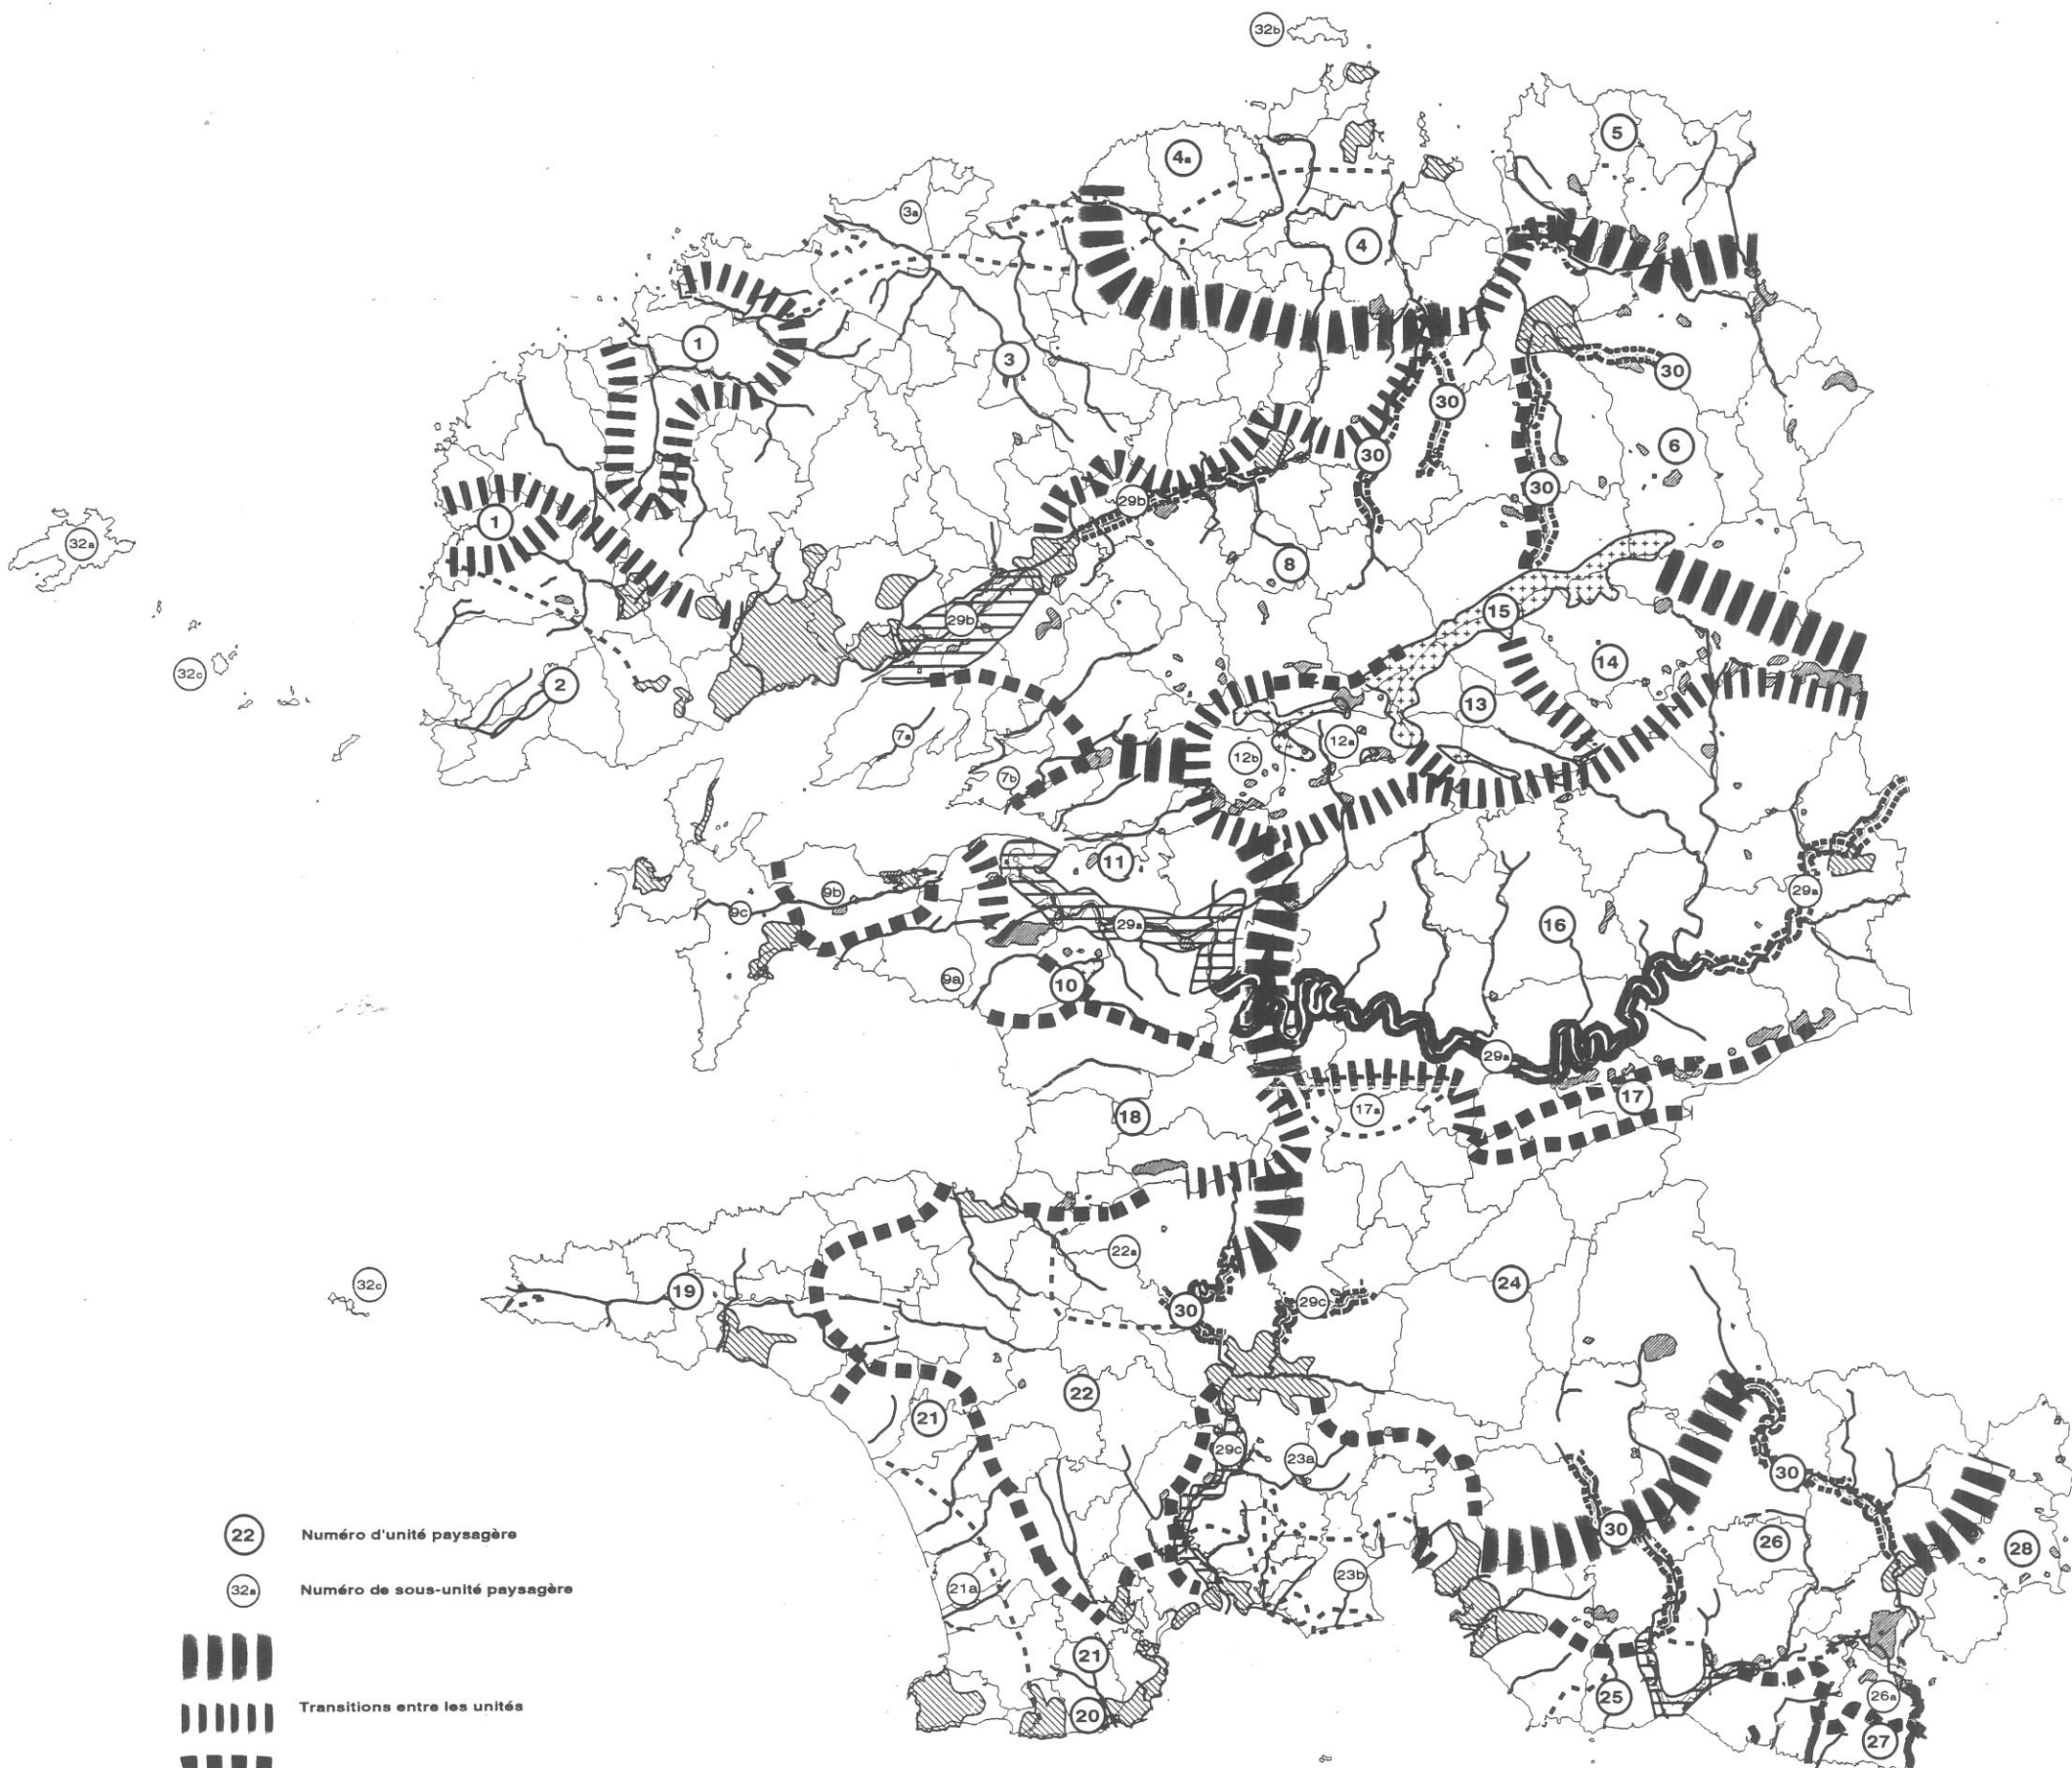 32b
5
4a
3a
4
1
3
30
30
6
30
30
29b
1
32a
8
15
29b
14
32c
2
13
7a
12a
12b
7b
11
29a
9b
9c
16
29a
9a
10
29a
17
17a
18
22a
24
32c
19
29c
30
22
21
29c
23a
30
22 Numéro d'unité paysagère
30
26
28
32a Numéro de sous-unité paysagère
23b
21a
21
Transitions entre les unités
25
26a
20
27